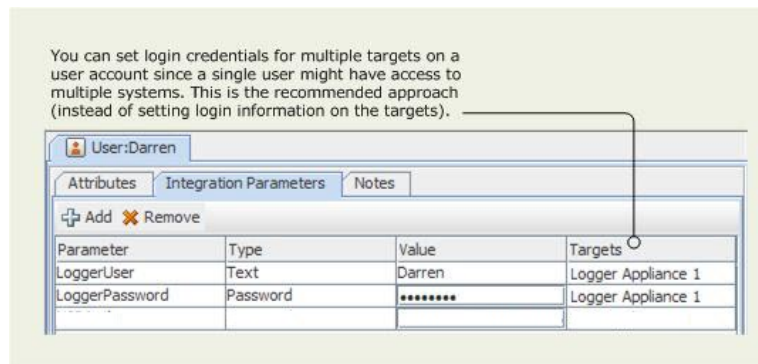 You can set login credentials for multiple targets on a
user account since a single user might have access to
multiple systems. This is the recommended approach
(instead of setting login information on the targets).
User:Darren
Attributes Integration Parameters Notes
Add Remove
Parameter Type Value Targets
LoggerUser Text Darren Logger Appliance 1
LoggerPassword Password •••••••• Logger Appliance 1